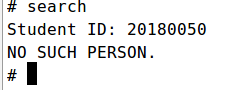 # search
Student ID: 20180050
NO SUCH PERSON.
#